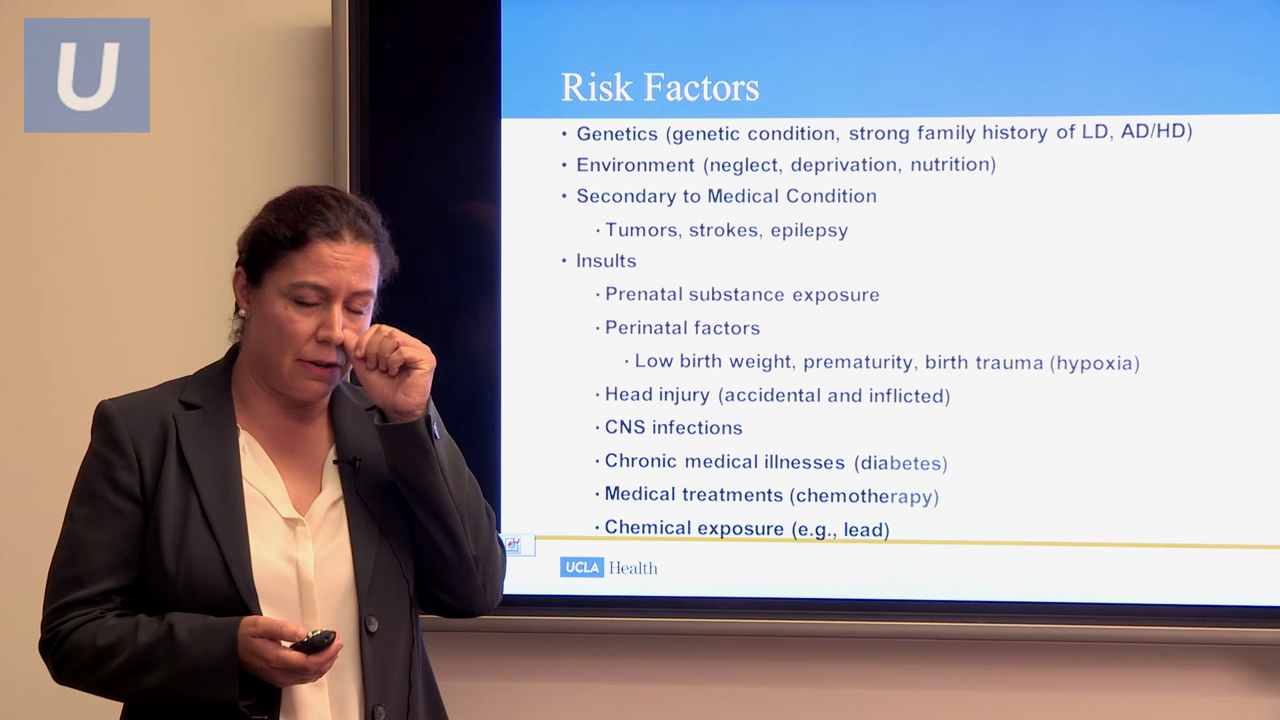 U
Risk Factors
• Genetics (genetic condition, strong family history of LD, AD/HD)
• Environment (neglect, deprivation, nutrition)
• Secondary to Medical Condition
· Tumors, strokes, epilepsy
• Insults
· Prenatal substance exposure
· Perinatal factors
· Low birth weight, prematurity, birth trauma (hypoxia)
· Head injury (accidental and inflicted)
· CNS infections
· Chronic medical illnesses (diabetes)
· Medical treatments (chemotherapy)
· Chemical exposure (e.g., lead)
UCLA Health